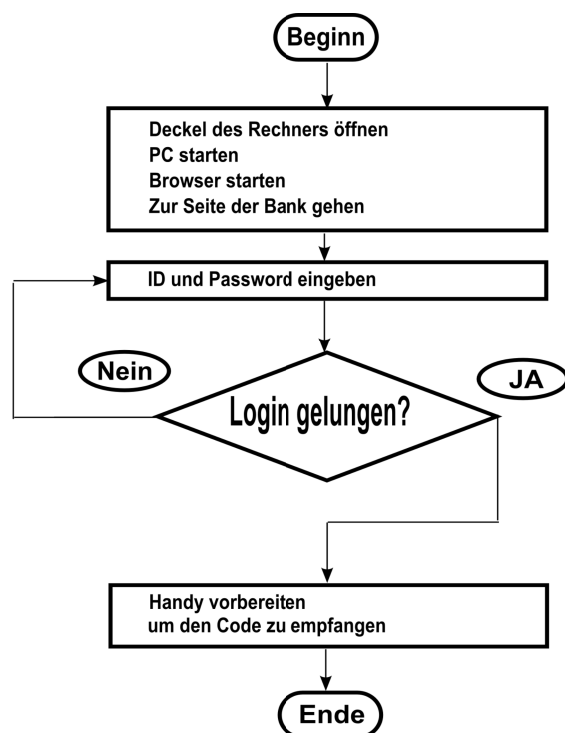 Beginn
Deckel des Rechners öffnen
PC starten
Browser starten
Zur Seite der Bank gehen
ID und Password eingeben
Nein
JA
Login gelungen?
Handy vorbereiten
um den Code zu empfangen
Ende